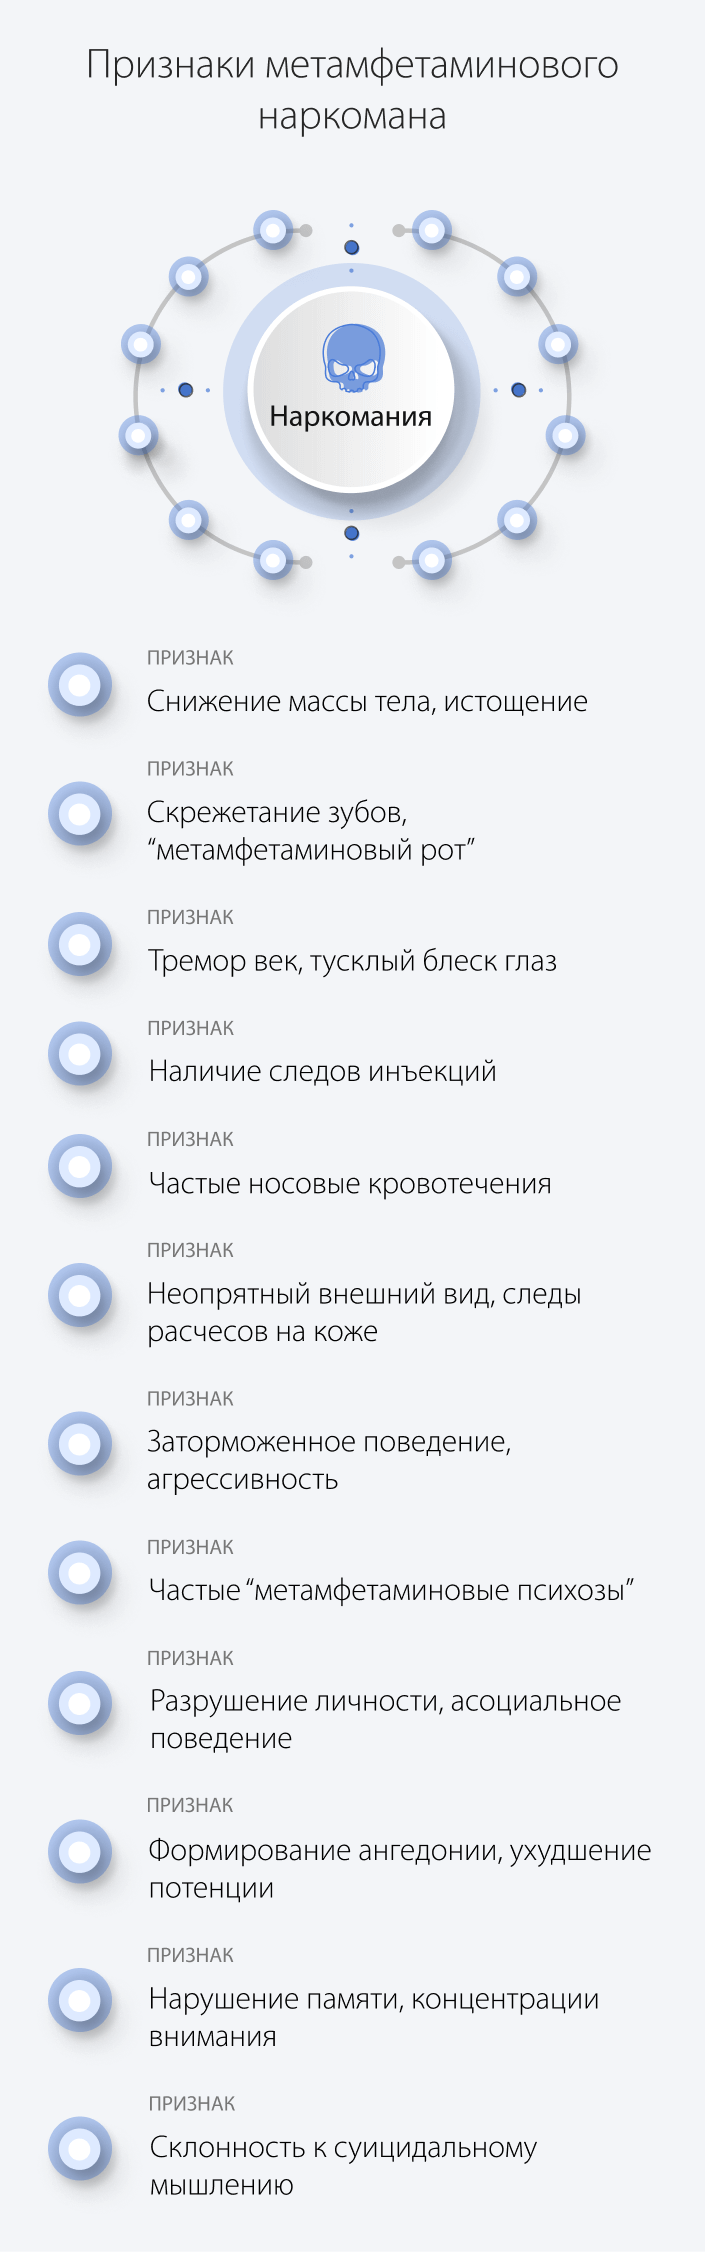 Признаки метамфетаминового
наркомана
Наркомания
ПРИЗНАК
Снижение массы тела, истощение
ПРИЗНАК
Скрежетание зубов,
“метамфетаминовый рот”
ПРИЗНАК
Тремор век, тусклый блеск глаз
ПРИЗНАК
Наличие следов инъекций
ПРИЗНАК
Частые носовые кровотечения
ПРИЗНАК
Неопрятный внешний вид, следы
расчесов на коже
ПРИЗНАК
Заторможенное поведение,
агрессивность
ПРИЗНАК
Частые “метамфетаминовые психозы”
ПРИЗНАК
Разрушение личности, асоциальное
поведение
ПРИЗНАК
Формирование ангедонии, ухудшение
потенции
ПРИЗНАК
Нарушение памяти, концентрации
внимания
ПРИЗНАК
Склонность к суицидальному
мышлению